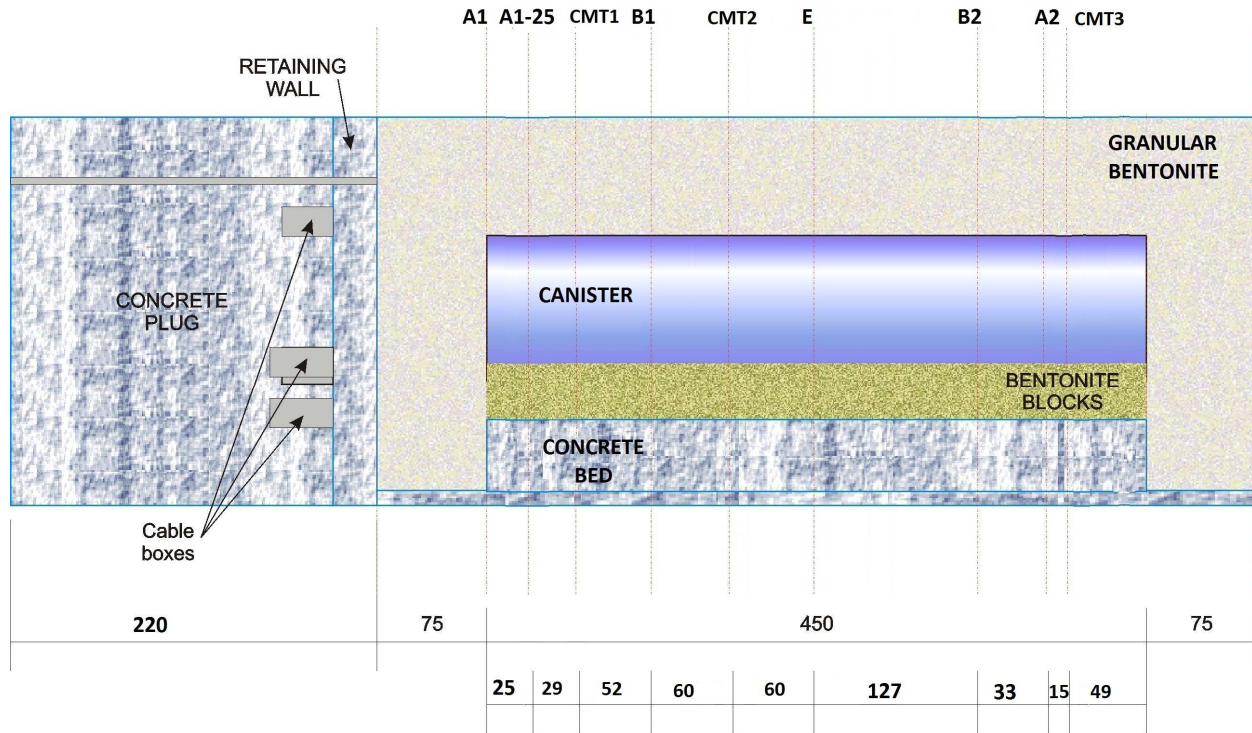 A1 A1-25 CMT1 B1 CMT2 E B2 A2 CMT3
RETAINING
WALL
GRANULAR
BENTONITE
CANISTER
CONCRETE
PLUG
BENTONITE
BLOCKS
CONCRETE
BED
Cable
boxes
220 75 450 75
25 29 52 60 60 127 33 15 49